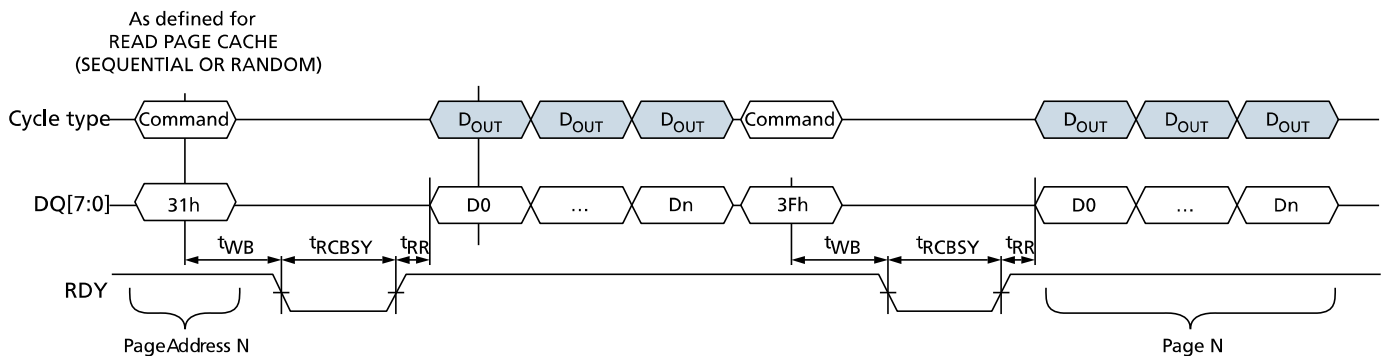 As defined for
READ PAGE CACHE
(SEQUENTIAL OR RANDOM)
Cycle type Command DOUT DOUT DOUT Command DOUT DOUT DOUT
DQ[7:0] 31h D0 … Dn 3Fh D0 … Dn
tWB tRCBSY tRR tWB tRCBSY tRR
RDY
PageAddress N Page N